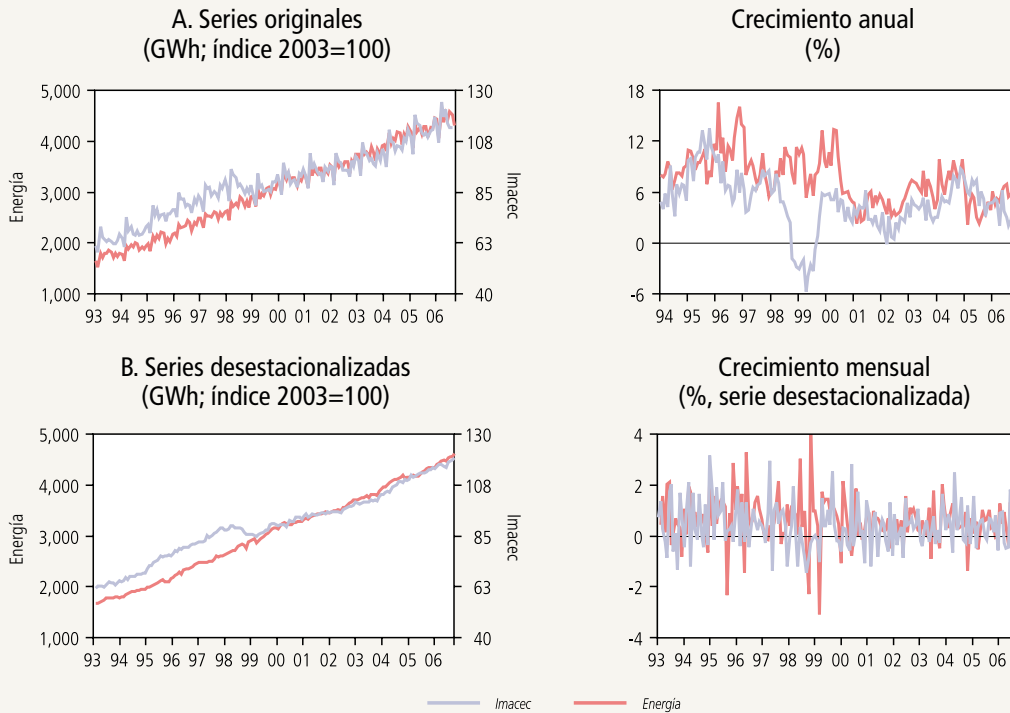 A. Series originales
(GWh; índice 2003=100)
5,000
4,000
3,000
2,000
1,000
Energía
130
108
85
63
40
Imacec
93 94 95 96 97 98 99 00 01 02 03 04 05 06
Crecimiento anual
(%)
18
12
6
0
-6
94 95 96 97 98 99 00 01 02 03 04 05 06
B. Series desestacionalizadas
(GWh; índice 2003=100)
5,000
4,000
3,000
2,000
1,000
Energía
130
108
85
63
40
Imacec
93 94 95 96 97 98 99 00 01 02 03 04 05 06
Crecimiento mensual
(%, serie desestacionalizada)
4
2
0
-2
-4
93 94 95 96 97 98 99 00 01 02 03 04 05 06
Imacec Energía